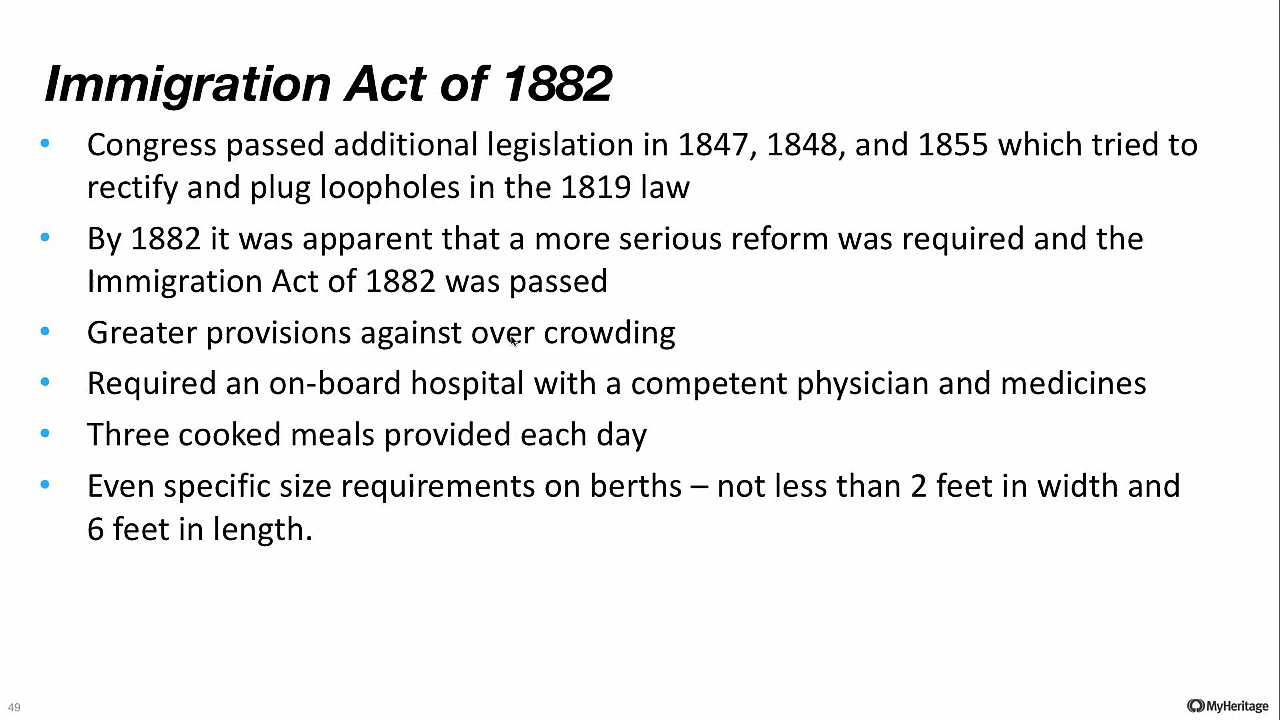 Immigration Act of 1882
• Congress passed additional legislation in 1847, 1848, and 1855 which tried to
rectify and plug loopholes in the 1819 law
• By 1882 it was apparent that a more serious reform was required and the
Immigration Act of 1882 was passed
• Greater provisions against over crowding
• Required an on-board hospital with a competent physician and medicines
• Three cooked meals provided each day
• Even specific size requirements on berths – not less than 2 feet in width and
6 feet in length.
49
MyHeritage